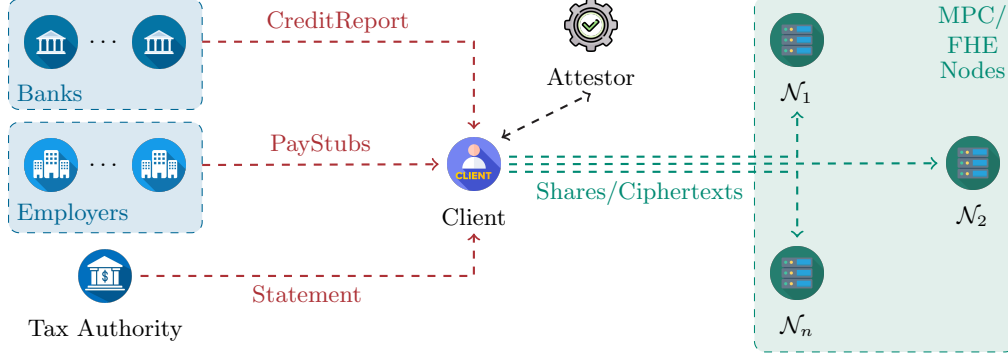 CreditReport
Banks
PayStubs
Employers
Statement
Tax Authority
Attestor
CLIENT
Client
Shares/Ciphertexts
MPC/
FHE
Nodes
𝒩₁
𝒩₂
𝒩ₙ
$